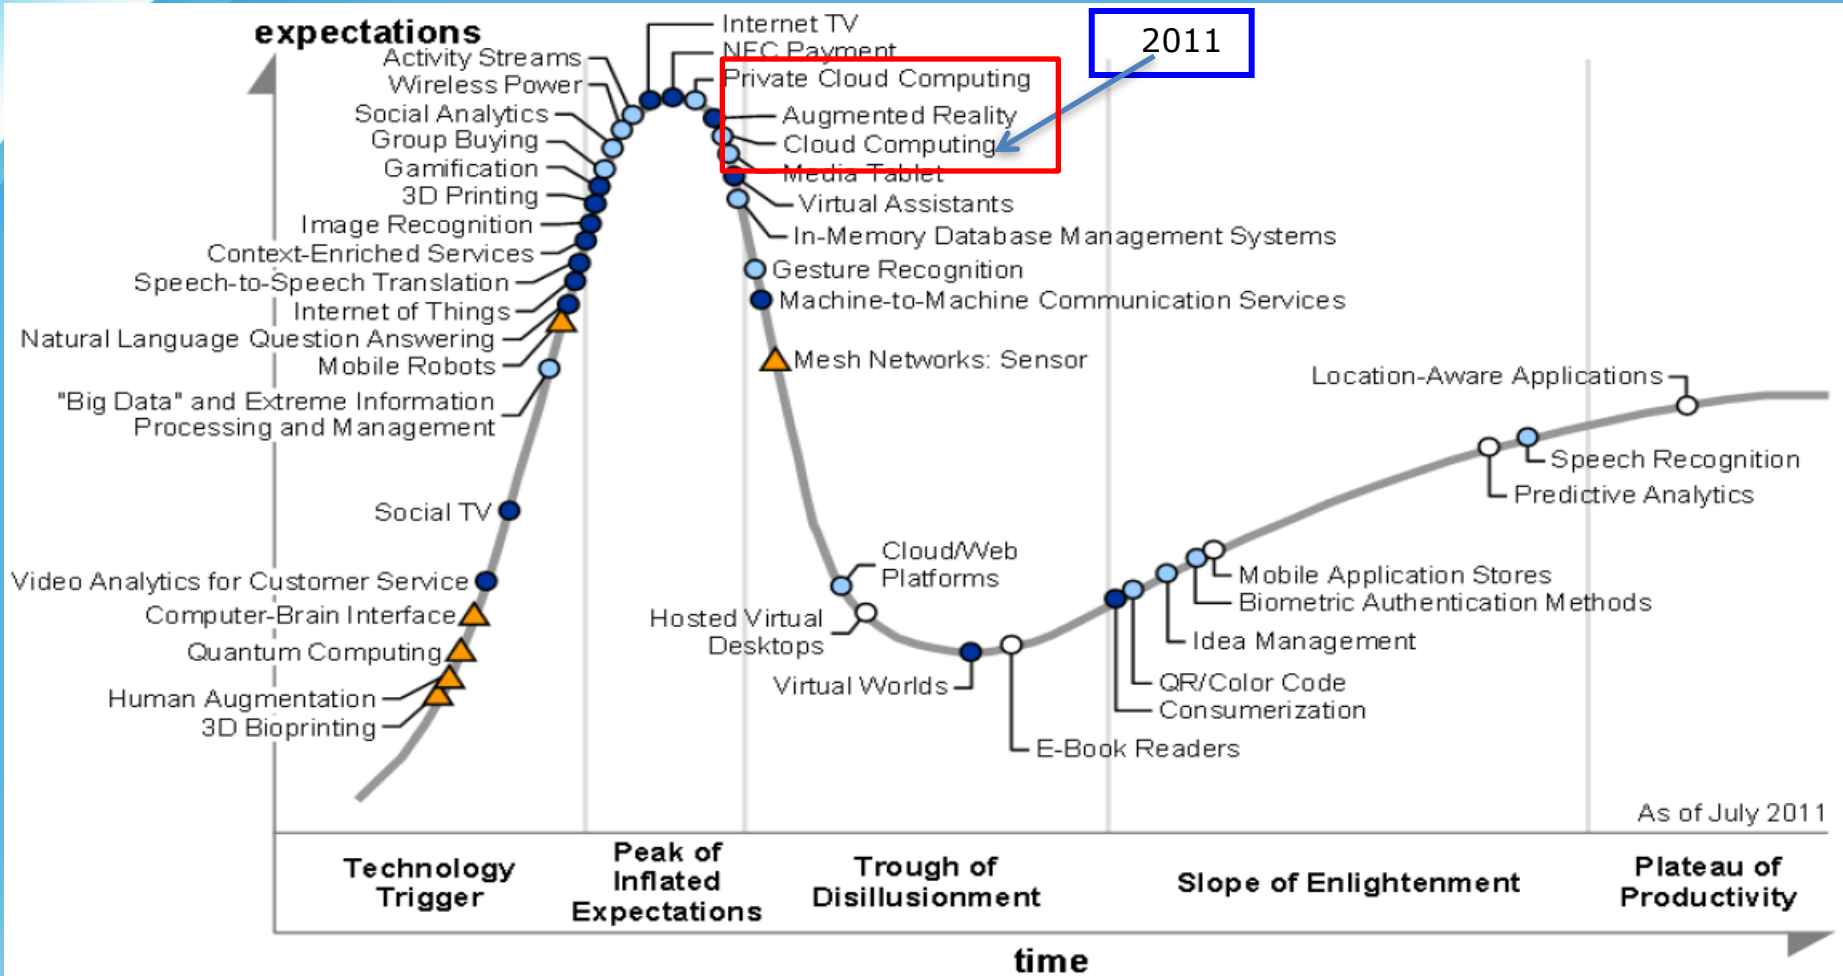 expectations
Internet TV
NFC Payment
2011
Activity Streams
Wireless Power
Private Cloud Computing
Social Analytics
Augmented Reality
Group Buying
Cloud Computing
Gamification
Media Tablet
3D Printing
Virtual Assistants
Image Recognition
In-Memory Database Management Systems
Context-Enriched Services
Gesture Recognition
Speech-to-Speech Translation
Machine-to-Machine Communication Services
Internet of Things
Natural Language Question Answering
Mobile Robots
Mesh Networks: Sensor
"Big Data" and Extreme Information
Processing and Management
Location-Aware Applications
Speech Recognition
Predictive Analytics
Social TV
Cloud/Web
Platforms
Video Analytics for Customer Service
Mobile Application Stores
Computer-Brain Interface
Biometric Authentication Methods
Hosted Virtual
Desktops
Idea Management
Quantum Computing
Virtual Worlds
QR/Color Code
Human Augmentation
Consumerization
3D Bioprinting
E-Book Readers
As of July 2011
Technology
Trigger
Peak of
Inflated
Expectations
Trough of
Disillusionment
Slope of Enlightenment
Plateau of
Productivity
time